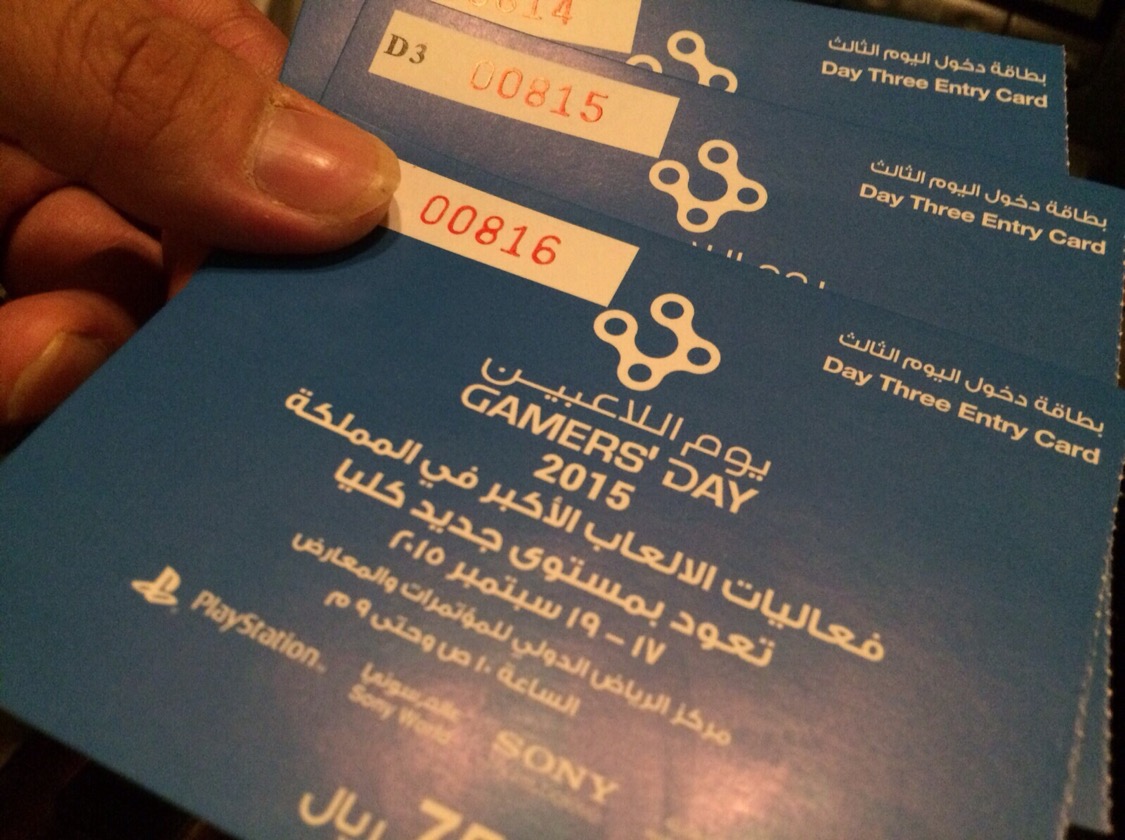 بطاقة دخول اليوم الثالث
Day Three Entry Card
D3
00815
بطاقة دخول اليوم الثالث
Day Three Entry Card
00816
بطاقة دخول اليوم الثالث
Day Three Entry Card
يوم اللاعبين
GAMERS' DAY
2015
فعاليات الالعاب الأكبر في المملكة
تعود بمستوى جديد كليا
١٧ - ١٩ سبتمبر ٢٠١٥
مركز الرياض الدولي للمؤتمرات والمعارض
الساعة ١٠ ص وحتى ٩ م
PlayStation
عالم سوني
Sony World
SONY
ريال